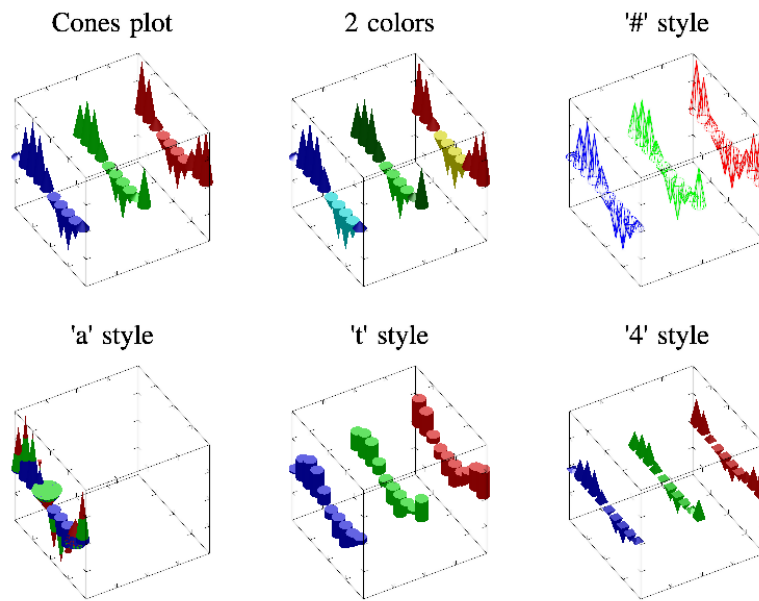 Cones plot
2 colors
'#' style
'a' style
't' style
'4' style